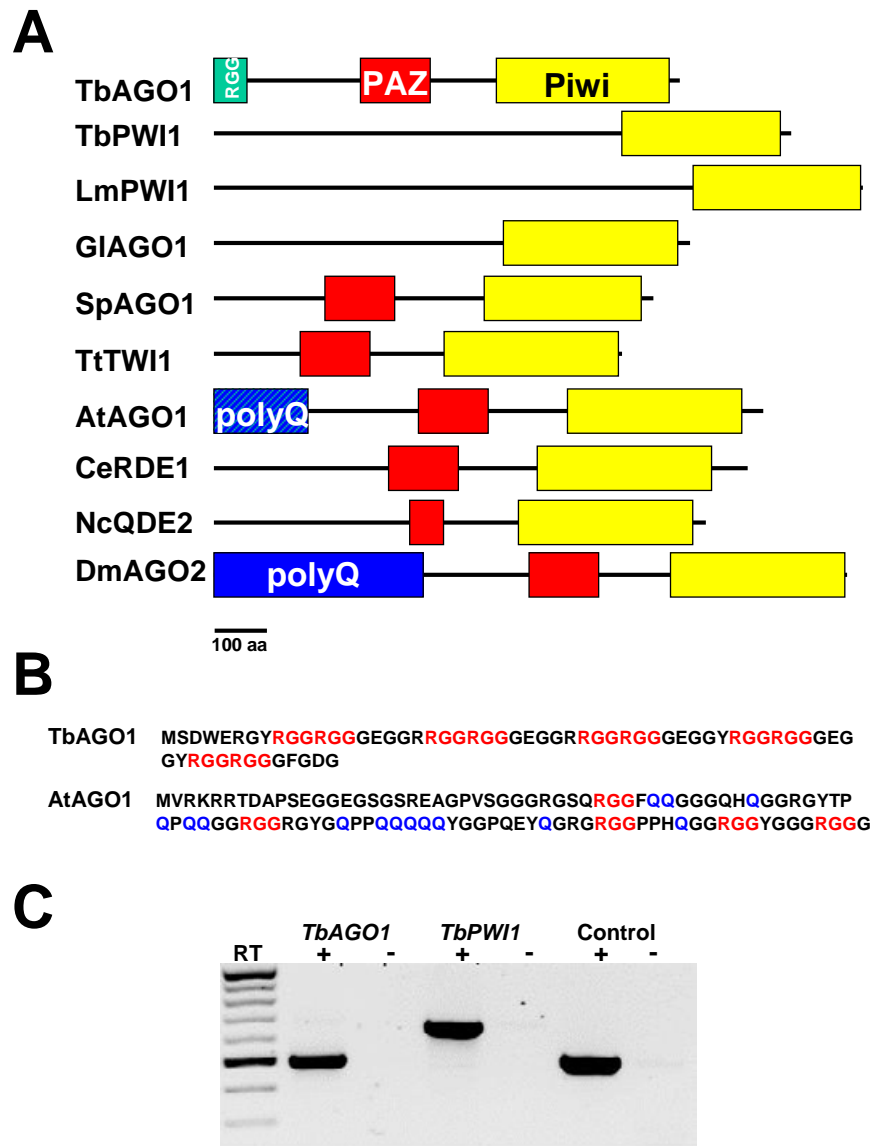 A
TbAGO1 RGG PAZ Piwi
TbPWI1
LmPWI1
GlAGO1
SpAGO1
TtTWI1
AtAGO1 polyQ
CeRDE1
NcQDE2
DmAGO2 polyQ
100 aa
B
TbAGO1 MSDWERGYRGGRGGGEGGRRGGRGGGEGGRRGGRGGGEGGYRGGRGGGEG
GYRGGRGGGFGDG
AtAGO1 MVRKRRTDAPSEGGEGSGSREAGPVSGGGRGSQRGGFQQGGGQHQGGRGYTP
QPQQGGRGGRGYGQPPQQQQQYGGPQEYQGRGRGGPPHQGGRGGYGGGRGGG
C
TbAGO1 TbPWI1 Control
RT + - + - + -